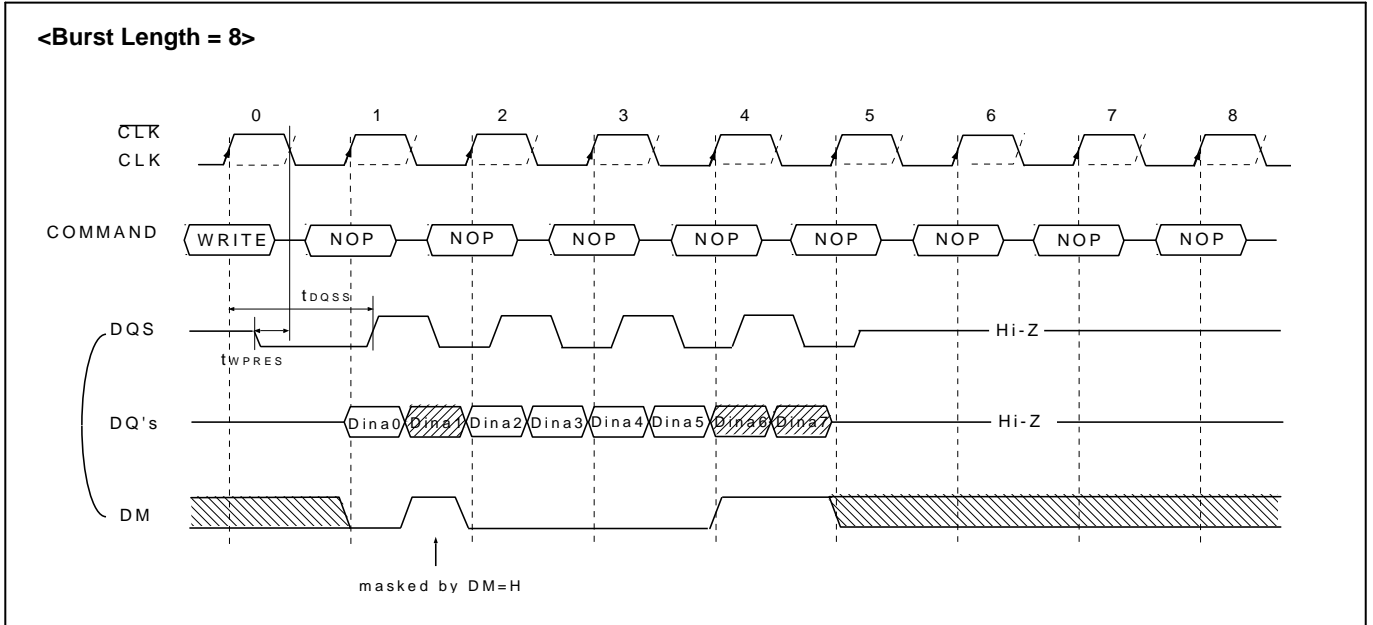 <Burst Length = 8>
0 1 2 3 4 5 6 7 8
CLK
CLK
COMMAND WRITE NOP NOP NOP NOP NOP NOP NOP NOP
tDQSS
DQS Hi-Z
tWPRES
DQ's Dina0 Dina1 Dina2 Dina3 Dina4 Dina5 Dina6 Dina7 Hi-Z
DM
masked by DM=H